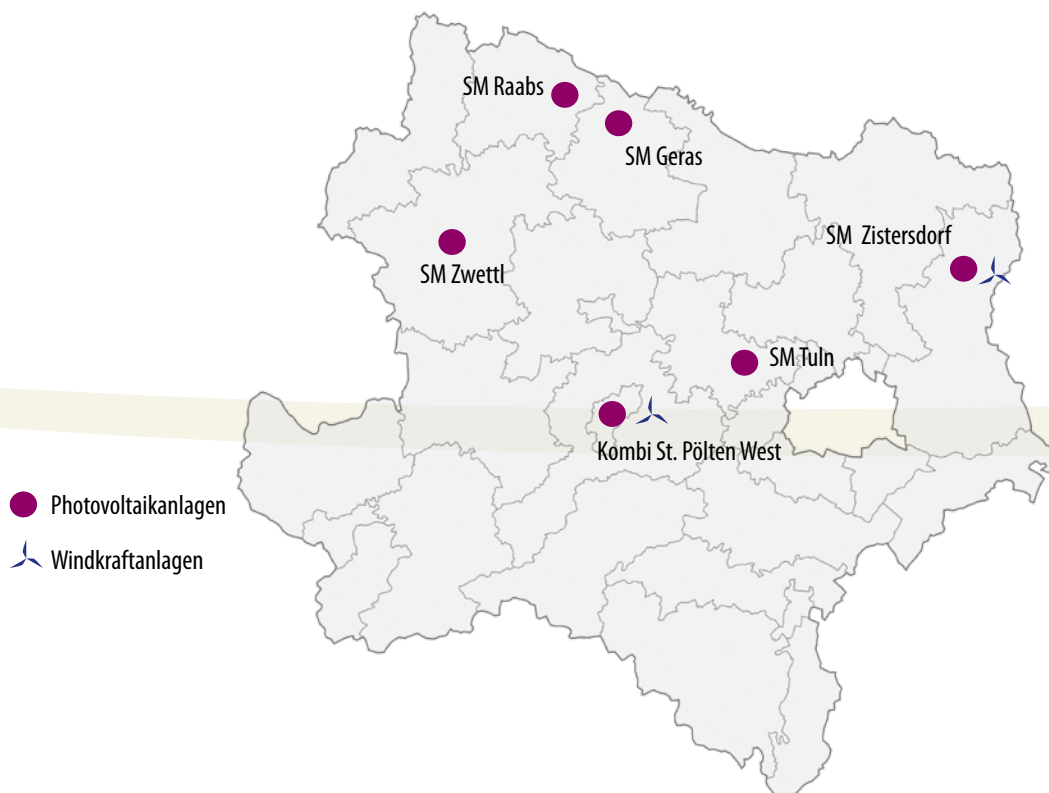 SM Raabs
SM Geras
SM Zistersdorf
SM Zwettl
SM Tuln
Kombi St. Pölten West
Photovoltaikanlagen
Windkraftanlagen